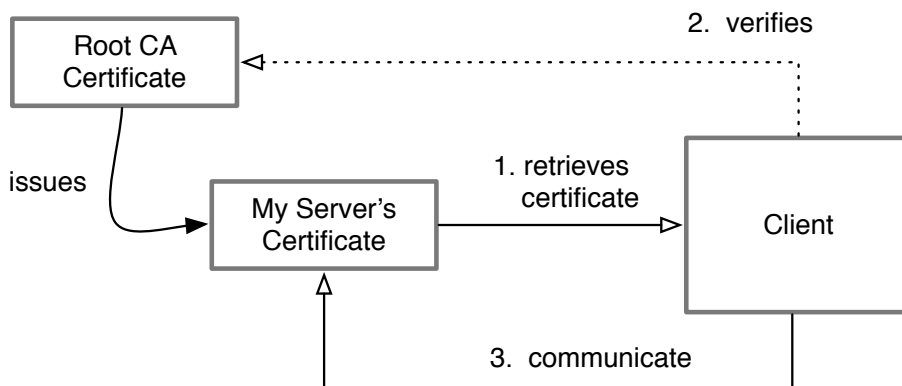 2.  verifies
Root CA
Certificate
issues
1. retrieves
certificate
My Server’s
Certificate
Client
3.  communicate